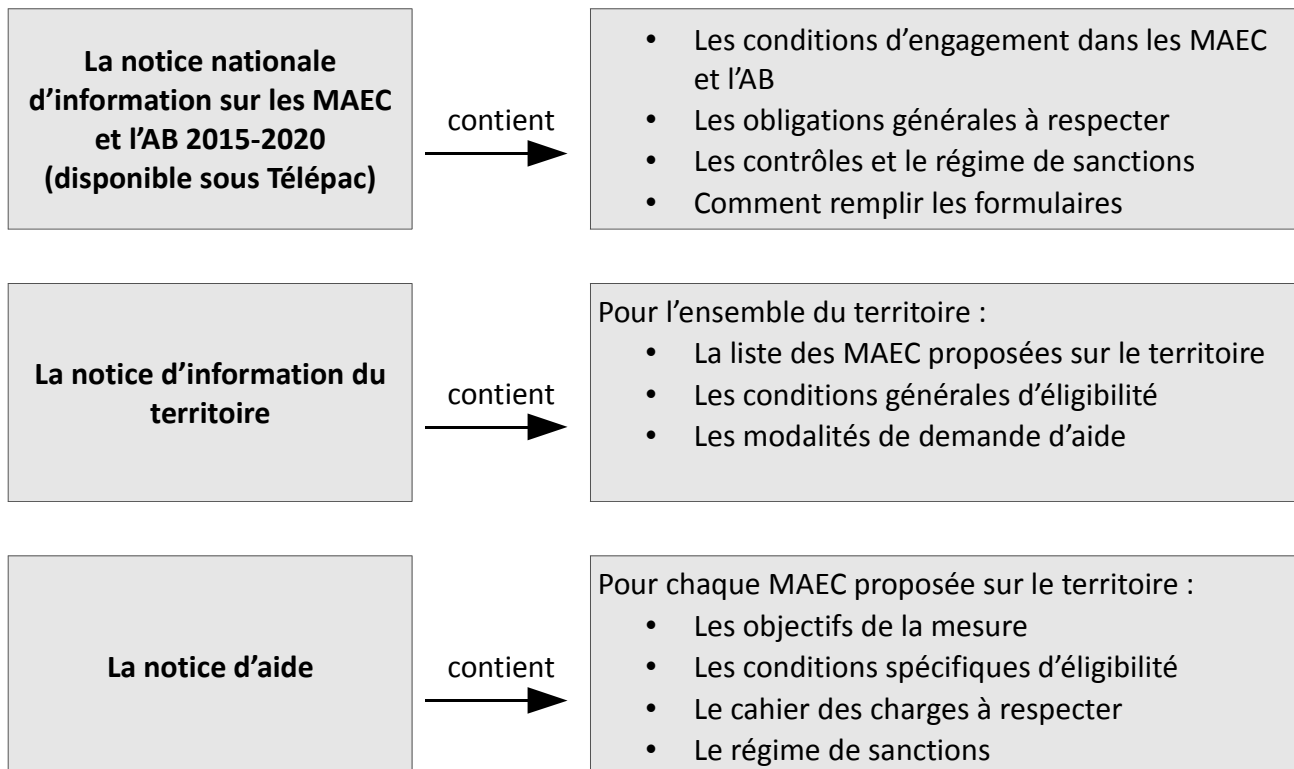 La notice nationale
d’information sur les MAEC
et l’AB 2015-2020
(disponible sous Télépac)
contient
• Les conditions d’engagement dans les MAEC
et l’AB
• Les obligations générales à respecter
• Les contrôles et le régime de sanctions
• Comment remplir les formulaires
La notice d’information du
territoire
contient
Pour l’ensemble du territoire :
• La liste des MAEC proposées sur le territoire
• Les conditions générales d’éligibilité
• Les modalités de demande d’aide
La notice d’aide
contient
Pour chaque MAEC proposée sur le territoire :
• Les objectifs de la mesure
• Les conditions spécifiques d’éligibilité
• Le cahier des charges à respecter
• Le régime de sanctions